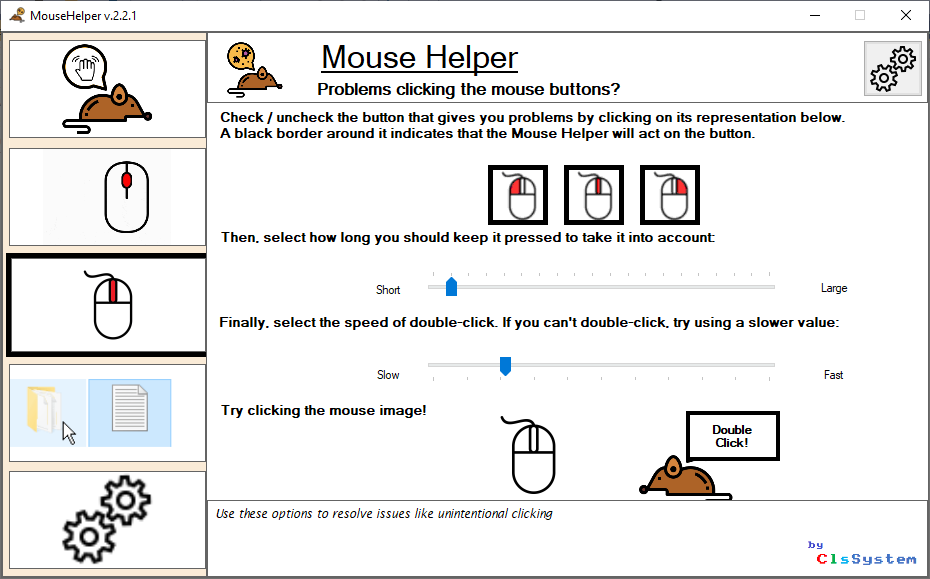 MouseHelper v.2.2.1
Mouse Helper
Problems clicking the mouse buttons?
Check / uncheck the button that gives you problems by clicking on its representation below.
A black border around it indicates that the Mouse Helper will act on the button.
Then, select how long you should keep it pressed to take it into account:
Short
Large
Finally, select the speed of double-click. If you can't double-click, try using a slower value:
Slow
Fast
Try clicking the mouse image!
Double
Click!
Use these options to resolve issues like unintentional clicking
by
ClsSystem